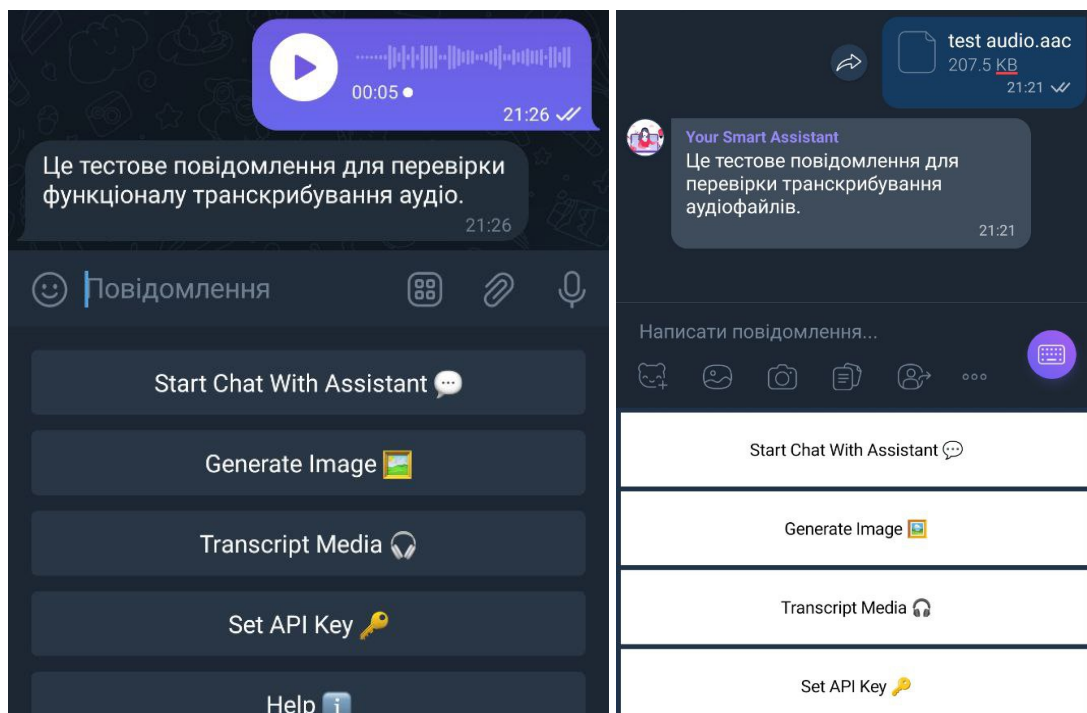 00:05
21:26
Це тестове повідомлення для перевірки
функціоналу транскрибування аудіо.
21:26
Повідомлення
Start Chat With Assistant 💬
Generate Image 🖼️
Transcript Media 🎧
Set API Key 🔑
Help ℹ️
test audio.aac
207.5 KB
21:21
Your Smart Assistant
Це тестове повідомлення для
перевірки транскрибування
аудіофайлів.
21:21
Написати повідомлення...
Start Chat With Assistant 💬
Generate Image 🖼️
Transcript Media 🎧
Set API Key 🔑